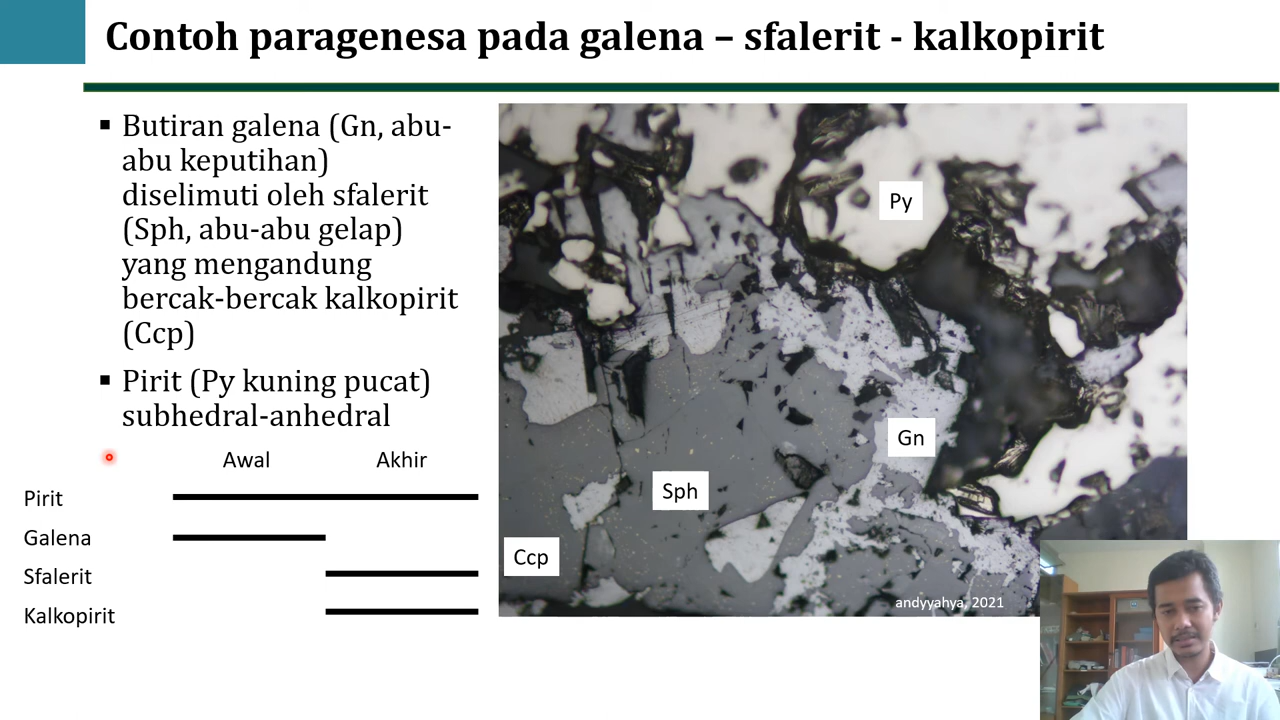 Contoh paragenesa pada galena – sfalerit - kalkopirit
▪ Butiran galena (Gn, abu-
abu keputihan)
diselimuti oleh sfalerit
(Sph, abu-abu gelap)
yang mengandung
bercak-bercak kalkopirit
(Ccp)
▪ Pirit (Py kuning pucat)
subhedral-anhedral
Awal Akhir
Pirit
Galena
Sfalerit
Kalkopirit
Py
Gn
Sph
Ccp
andyyahya, 2021